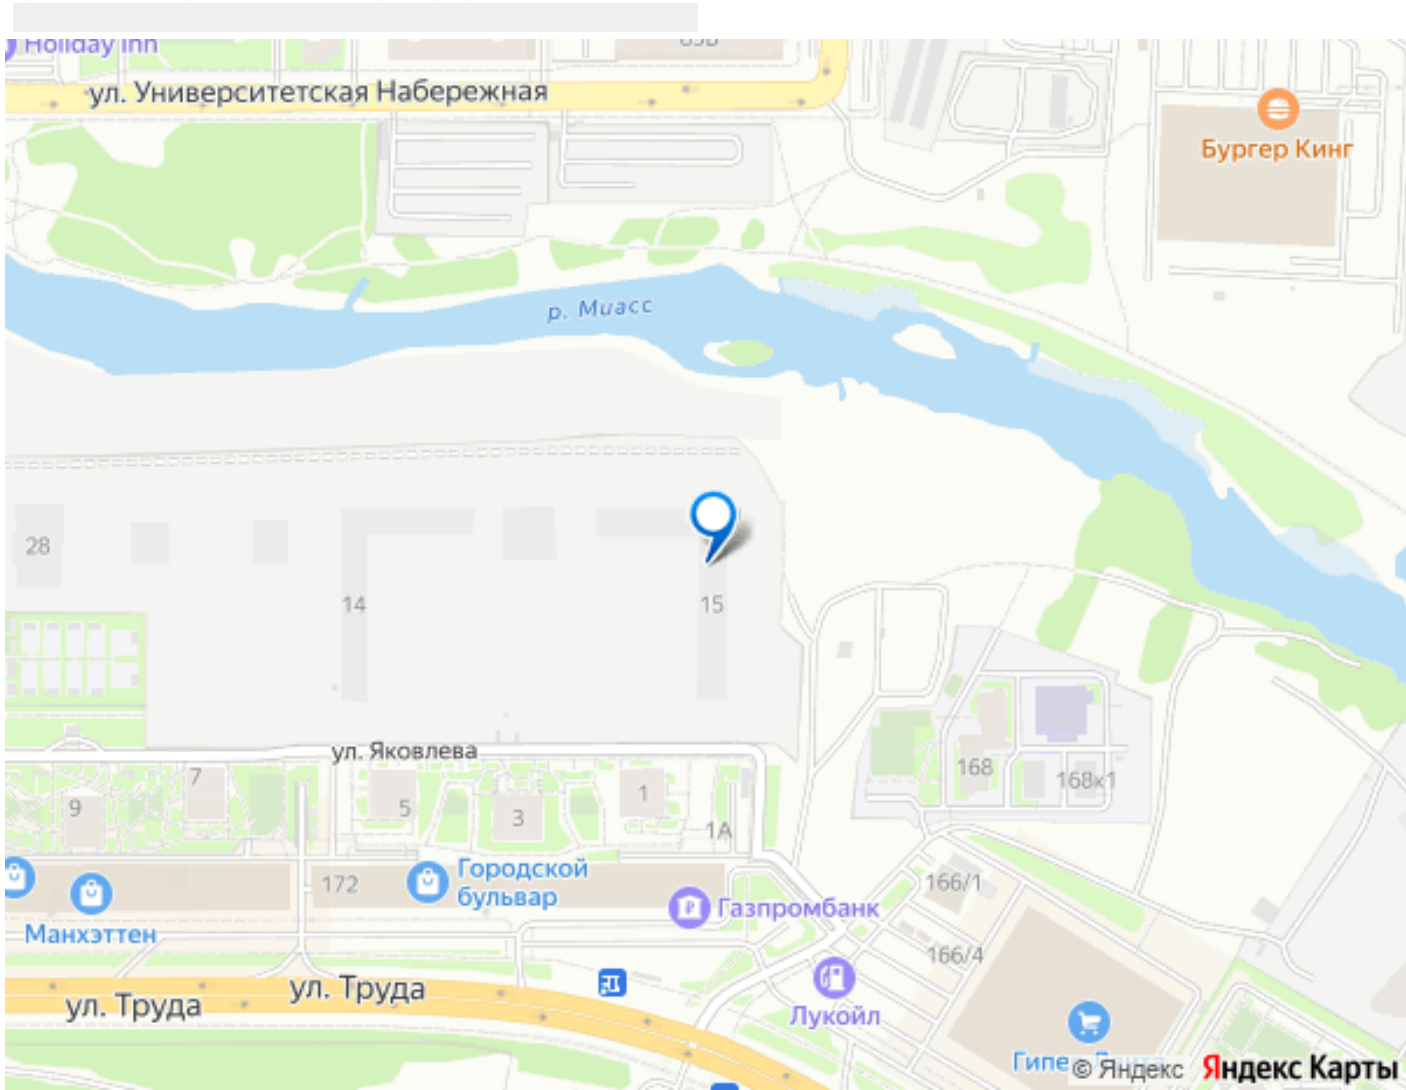 Holiday Inn
85В
ул. Университетская Набережная
Бургер Кинг
р. Миасс
28
14
15
ул. Яковлева
7
9
5
3
1
1А
168
168к1
172
Городской
бульвар
166/1
Газпромбанк
Манхэттен
166/4
ул. Труда
ул. Труда
Лукойл
© Яндекс
Яндекс Карты